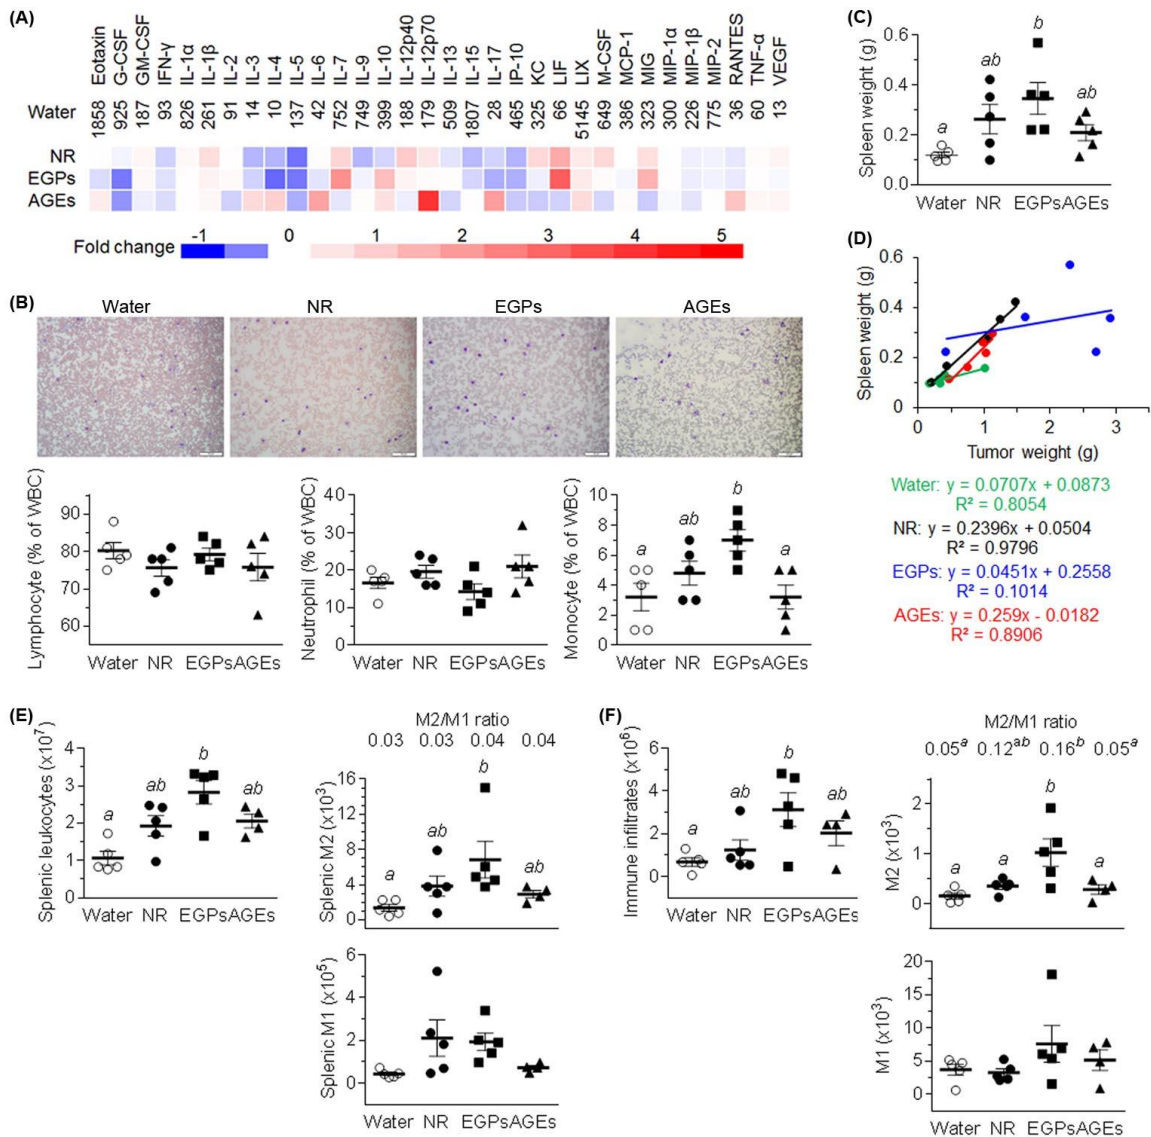 (A)
Eotaxin G-CSF GM-CSF IFN-γ IL-1α IL-1β IL-2 IL-3 IL-4 IL-5 IL-6 IL-7 IL-9 IL-10 IL-12p40 IL-12p70 IL-13 IL-15 IL-17 IP-10 KC LIF LIX M-CSF MCP-1 MIG MIP-1α MIP-1β MIP-2 RANTES TNF-α VEGF
Water 1858 925 187 93 826 261 91 14 10 137 42 752 749 399 188 179 509 1807 28 465 325 66 5145 649 386 323 300 226 775 36 60 13
NR
EGPs
AGEs
Fold change -1 0 1 2 3 4 5
(B)
Water NR EGPs AGEs
Lymphocyte (% of WBC)
90
80
70
60
Water NR EGPsAGEs
Neutrophil (% of WBC)
40
30
20
10
0
Water NR EGPsAGEs
Monocyte (% of WBC)
10
8
6
4
2
0
a ab b a
Water NR EGPsAGEs
(C)
Spleen weight (g)
0.6
0.4
0.2
0.0
a ab b ab
Water NR EGPsAGEs
(D)
Spleen weight (g)
0.6
0.4
0.2
0
0 1 2 3
Tumor weight (g)
Water: y = 0.0707x + 0.0873
R² = 0.8054
NR: y = 0.2396x + 0.0504
R² = 0.9796
EGPs: y = 0.0451x + 0.2558
R² = 0.1014
AGEs: y = 0.259x - 0.0182
R² = 0.8906
(E)
Splenic leukocytes (x10⁷)
4
3
2
1
0
a ab b ab
Water NR EGPsAGEs
M2/M1 ratio
0.03 0.03 0.04 0.04
Splenic M2 (x10³)
16
12
8
4
0
a ab b ab
Splenic M1 (x10⁵)
6
4
2
0
Water NR EGPsAGEs
(F)
Immune infiltrates (x10⁶)
6
4
2
0
a ab b ab
Water NR EGPsAGEs
M2/M1 ratio
0.05ᵃ 0.12ᵃᵇ 0.16ᵇ 0.05ᵃ
M2 (x10³)
2
1
0
a a b a
M1 (x10³)
20
15
10
5
0
Water NR EGPsAGEs